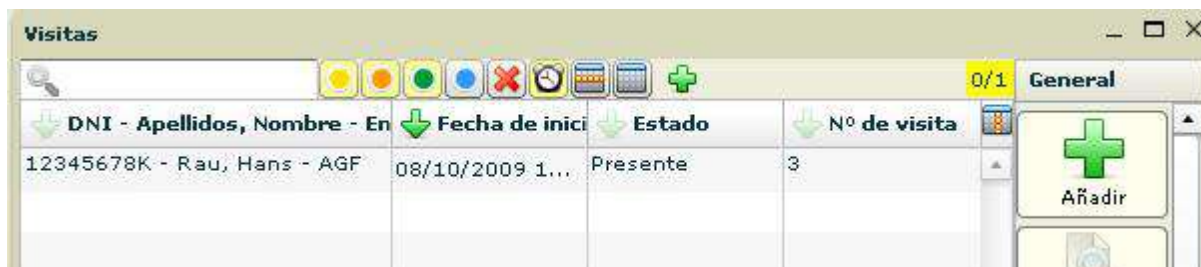 Visitas
0/1 General
DNI - Apellidos, Nombre - En Fecha de inici Estado Nº de visita
12345678K - Rau, Hans - AGF 08/10/2009 1... Presente 3
Añadir